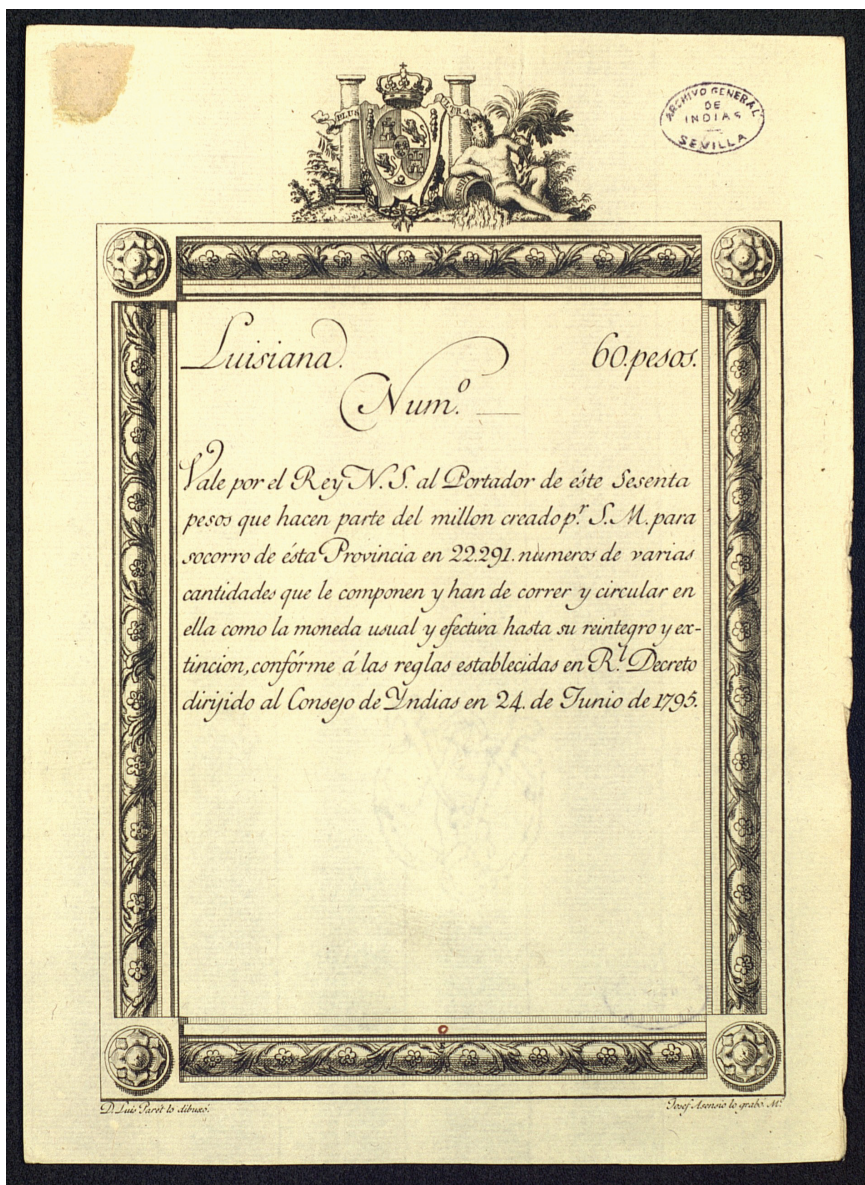 PLUS ULTRA
ARCHIVO GENERAL
DE
INDIAS
SEVILLA
Luisiana. 60. pesos.
Num.º
Vale por el Rey N. S. al Portador de éste Sesenta
pesos que hacen parte del millon creado p.r S. M. para
socorro de ésta Provincia en 22.291. numeros de varias
cantidades que le componen y han de correr y circular en
ella como la moneda usual y efectiva hasta su reintegro y ex-
tincion, confórme á las reglas establecidas en R.l Decreto
dirijido al Consejo de Yndias en 24. de Junio de 1795.
D. Luis Paret lo dibuxó.
Josef Asensio lo grabó. M.d